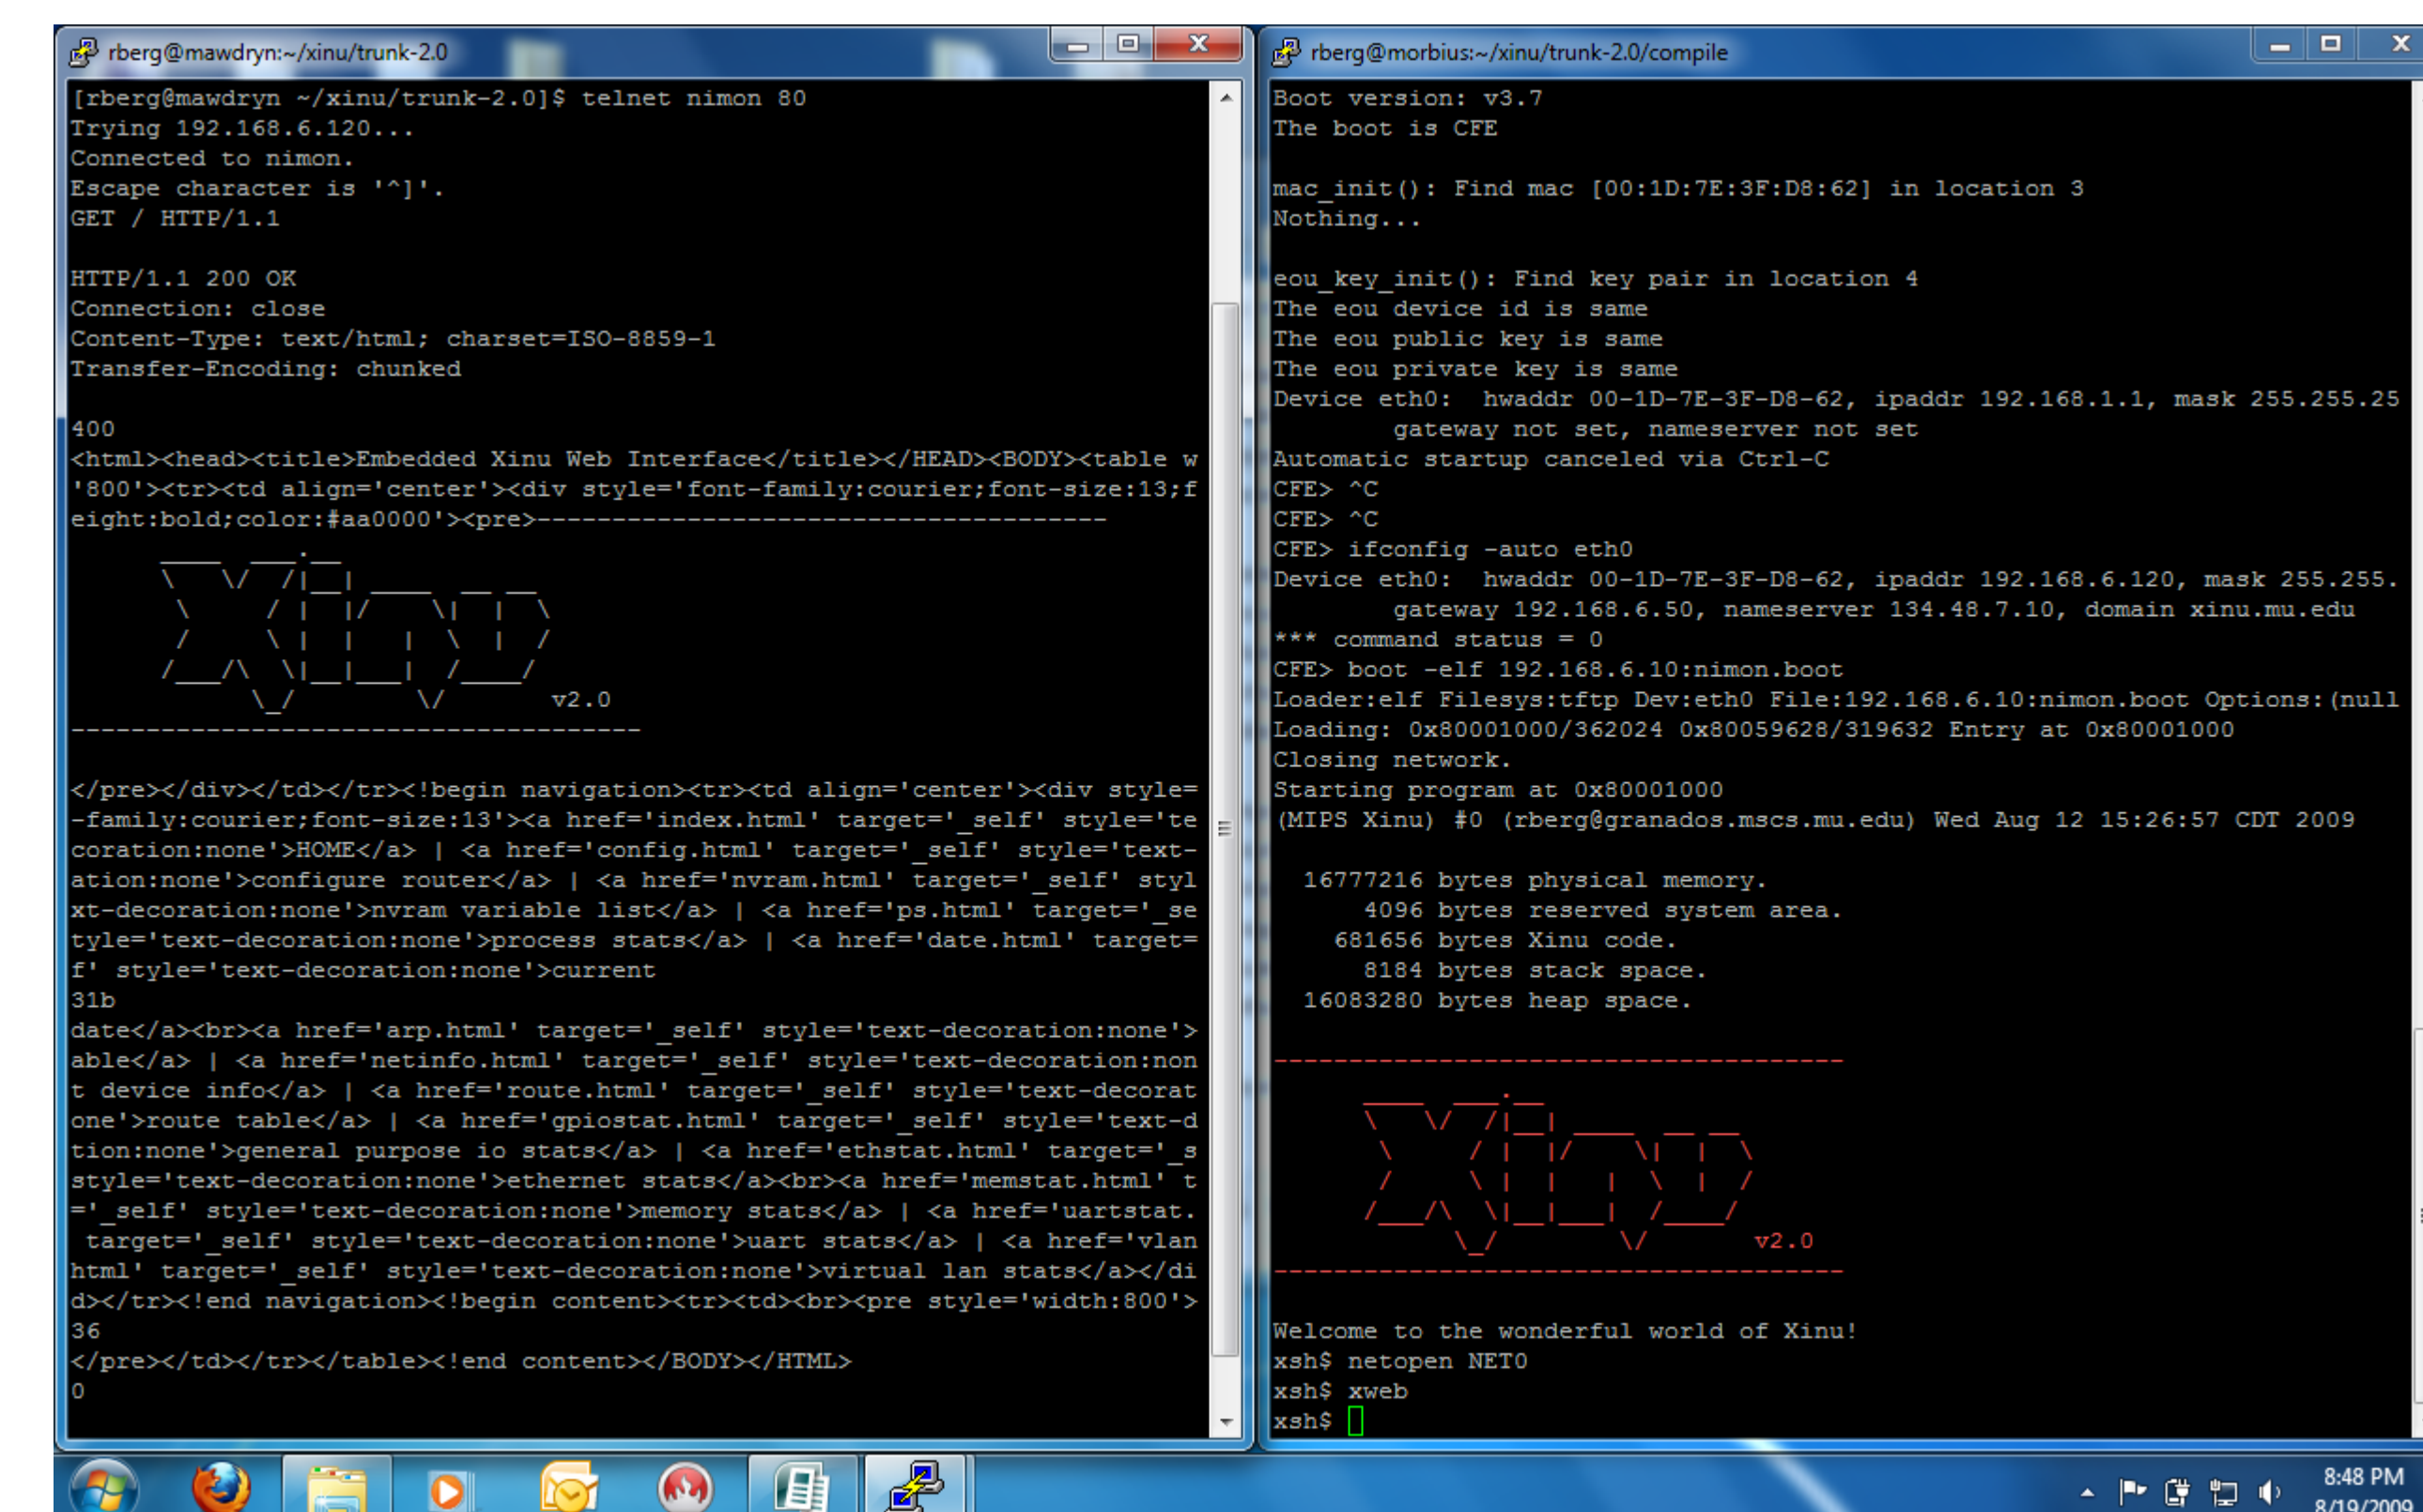 rberg@mawdryn:~/xinu/trunk-2.0
[rberg@mawdryn ~/xinu/trunk-2.0]$ telnet nimon 80
Trying 192.168.6.120...
Connected to nimon.
Escape character is '^]'.
GET / HTTP/1.1
HTTP/1.1 200 OK
Connection: close
Content-Type: text/html; charset=ISO-8859-1
Transfer-Encoding: chunked
400
<html><head><title>Embedded Xinu Web Interface</title></HEAD><BODY><table w
'800'><tr><td align='center'><div style='font-family:courier;font-size:13;f
eight:bold;color:#aa0000'><pre>--------------------------------------
Xinu
v2.0
--------------------------------------
</pre></div></td></tr><!begin navigation><tr><td align='center'><div style=
-family:courier;font-size:13'><a href='index.html' target='_self' style='te
coration:none'>HOME</a> | <a href='config.html' target='_self' style='text-
ation:none'>configure router</a> | <a href='nvram.html' target='_self' styl
xt-decoration:none'>nvram variable list</a> | <a href='ps.html' target='_se
tyle='text-decoration:none'>process stats</a> | <a href='date.html' target=
f' style='text-decoration:none'>current
31b
date</a><br><a href='arp.html' target='_self' style='text-decoration:none'>
able</a> | <a href='netinfo.html' target='_self' style='text-decoration:non
t device info</a> | <a href='route.html' target='_self' style='text-decorat
one'>route table</a> | <a href='gpiostat.html' target='_self' style='text-d
tion:none'>general purpose io stats</a> | <a href='ethstat.html' target='_s
style='text-decoration:none'>ethernet stats</a><br><a href='memstat.html' t
='_self' style='text-decoration:none'>memory stats</a> | <a href='uartstat.
target='_self' style='text-decoration:none'>uart stats</a> | <a href='vlan
html' target='_self' style='text-decoration:none'>virtual lan stats</a></di
d></tr><!end navigation><!begin content><tr><td><br><pre style='width:800'>
36
</pre></td></tr></table><!end content></BODY></HTML>
0
rberg@morbius:~/xinu/trunk-2.0/compile
Boot version: v3.7
The boot is CFE
mac_init(): Find mac [00:1D:7E:3F:D8:62] in location 3
Nothing...
eou_key_init(): Find key pair in location 4
The eou device id is same
The eou public key is same
The eou private key is same
Device eth0:  hwaddr 00-1D-7E-3F-D8-62, ipaddr 192.168.1.1, mask 255.255.25
gateway not set, nameserver not set
Automatic startup canceled via Ctrl-C
CFE> ^C
CFE> ^C
CFE> ifconfig -auto eth0
Device eth0:  hwaddr 00-1D-7E-3F-D8-62, ipaddr 192.168.6.120, mask 255.255.
gateway 192.168.6.50, nameserver 134.48.7.10, domain xinu.mu.edu
*** command status = 0
CFE> boot -elf 192.168.6.10:nimon.boot
Loader:elf Filesys:tftp Dev:eth0 File:192.168.6.10:nimon.boot Options:(null
Loading: 0x80001000/362024 0x80059628/319632 Entry at 0x80001000
Closing network.
Starting program at 0x80001000
(MIPS Xinu) #0 (rberg@granados.mscs.mu.edu) Wed Aug 12 15:26:57 CDT 2009
16777216 bytes physical memory.
4096 bytes reserved system area.
681656 bytes Xinu code.
8184 bytes stack space.
16083280 bytes heap space.
--------------------------------------
Xinu
v2.0
--------------------------------------
Welcome to the wonderful world of Xinu!
xsh$ netopen NET0
xsh$ xweb
xsh$
8:48 PM
8/19/2009